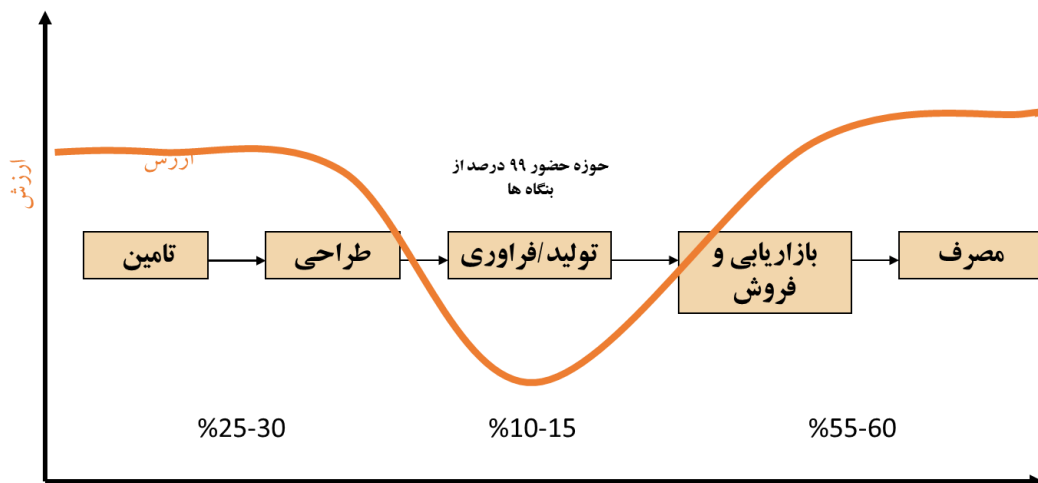 حوزه حضور ۹۹ درصد از
بنگاه ها
ارزش
ارزش
تامین
طراحی
تولید/فراوری
بازاریابی و
فروش
مصرف
%25-30
%10-15
%55-60